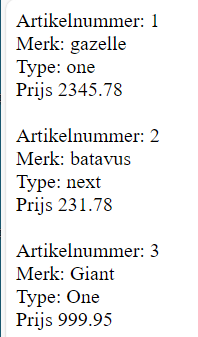 Artikelnummer: 1
Merk: gazelle
Type: one
Prijs 2345.78
Artikelnummer: 2
Merk: batavus
Type: next
Prijs 231.78
Artikelnummer: 3
Merk: Giant
Type: One
Prijs 999.95